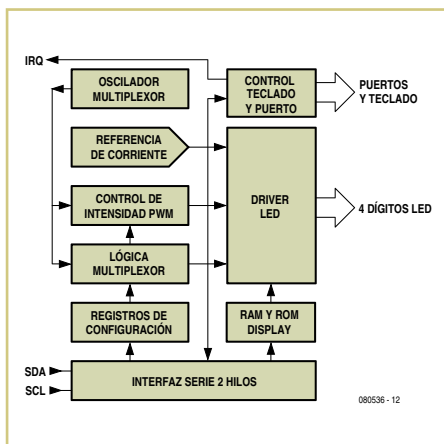 IRQ
OSCILADOR
MULTIPLEXOR
CONTROL
TECLADO
Y PUERTO
PUERTOS
Y TECLADO
REFERENCIA
DE CORRIENTE
CONTROL DE
INTENSIDAD PWM
DRIVER
LED
4 DÍGITOS LED
LÓGICA
MULTIPLEXOR
REGISTROS DE
CONFIGURACIÓN
RAM Y ROM
DISPLAY
SDA
SCL
INTERFAZ SERIE 2 HILOS
080536 - 12